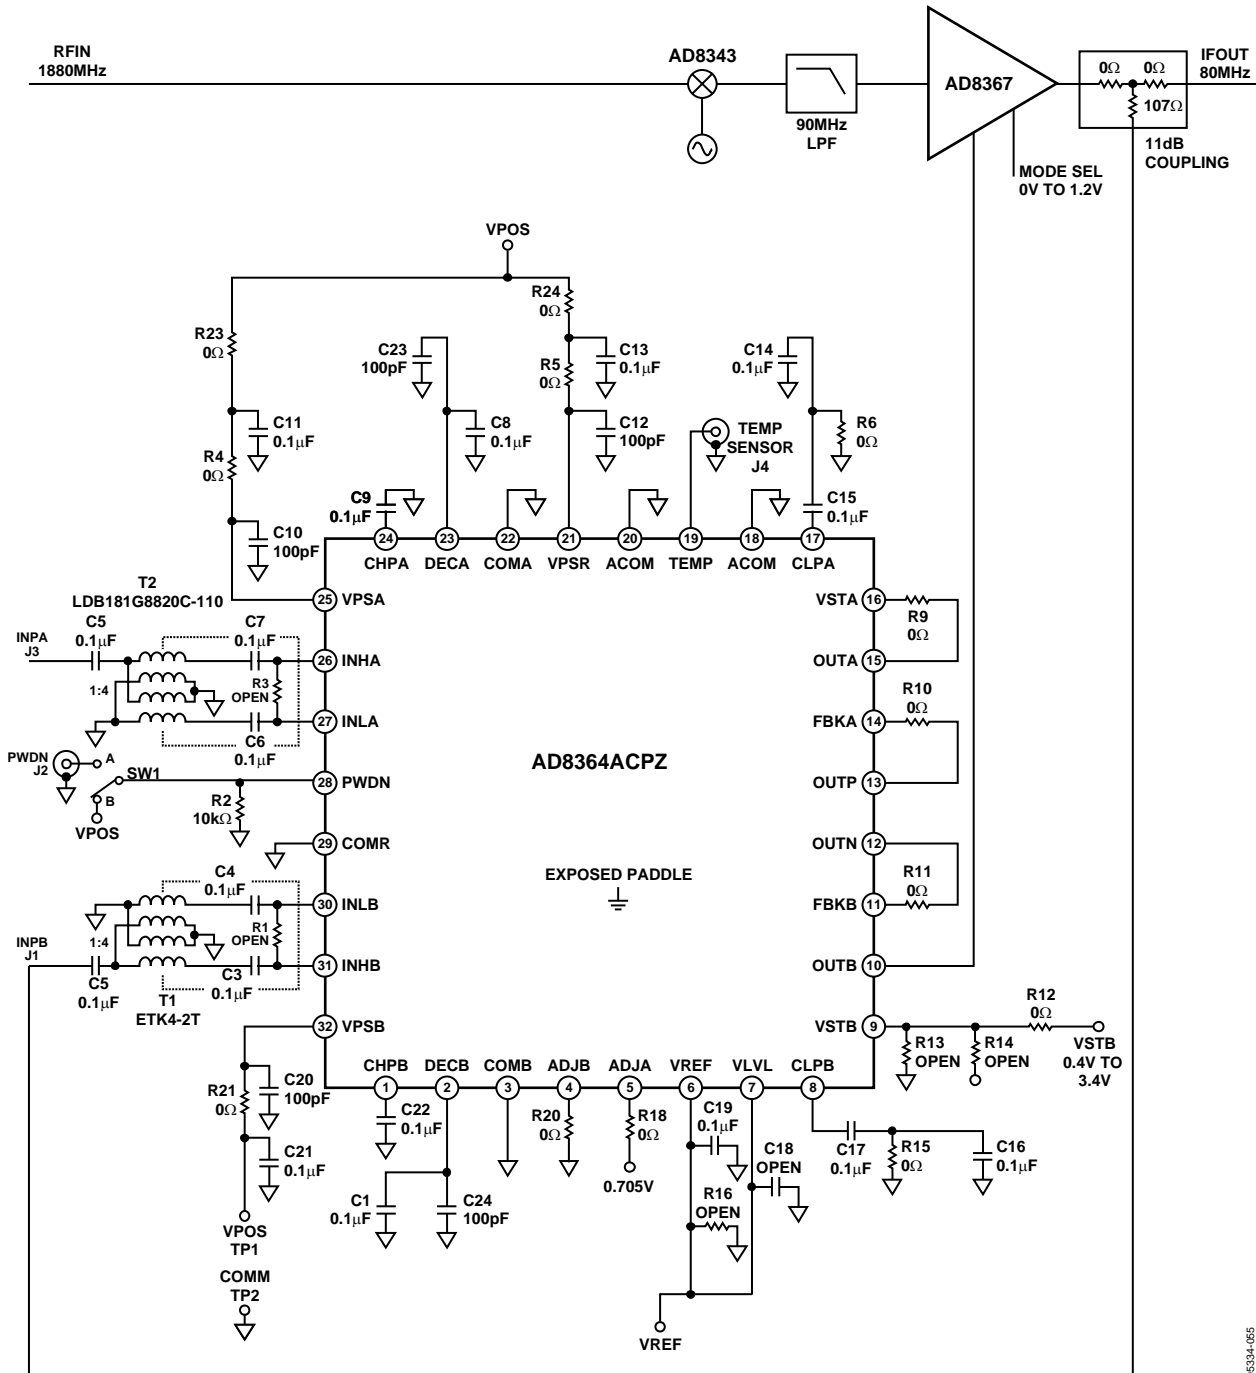 RFIN
1880MHz
AD8343
90MHz
LPF
AD8367
0Ω 0Ω
107Ω
IFOUT
80MHz
11dB
COUPLING
MODE SEL
0V TO 1.2V
VPOS
R23
0Ω
R24
0Ω
C23
100pF
C13
0.1μF
R5
0Ω
C14
0.1μF
C11
0.1μF
R4
0Ω
C8
0.1μF
C12
100pF
TEMP
SENSOR
J4
R6
0Ω
C10
100pF
C9
0.1μF
C15
0.1μF
24 23 22 21 20 19 18 17
CHPA DECA COMA VPSR ACOM TEMP ACOM CLPA
T2
LDB181G8820C-110
25 VPSA
VSTA 16
R9
0Ω
INPA
J3
C5
0.1μF
C7
0.1μF
26 INHA
OUTA 15
1:4
R3
OPEN
27 INLA
FBKA 14
R10
0Ω
C6
0.1μF
PWDN
J2
A
SW1
B
VPOS
28 PWDN
OUTP 13
AD8364ACPZ
R2
10kΩ
29 COMR
OUTN 12
C4
0.1μF
EXPOSED PADDLE
R11
0Ω
30 INLB
FBKB 11
INPB
J1
1:4
R1
OPEN
31 INHB
OUTB 10
C5
0.1μF
C3
0.1μF
T1
ETK4-2T
32 VPSB
VSTB 9
R12
0Ω
R13
OPEN
R14
OPEN
VSTB
0.4V TO
3.4V
CHPB DECB COMB ADJB ADJA VREF VLVL CLPB
1 2 3 4 5 6 7 8
R21
0Ω
C20
100pF
C22
0.1μF
R20
0Ω
R18
0Ω
C19
0.1μF
C21
0.1μF
C18
OPEN
C17
0.1μF
R15
0Ω
C16
0.1μF
0.705V
C1
0.1μF
C24
100pF
R16
OPEN
VPOS
TP1
COMM
TP2
VREF
05334-055